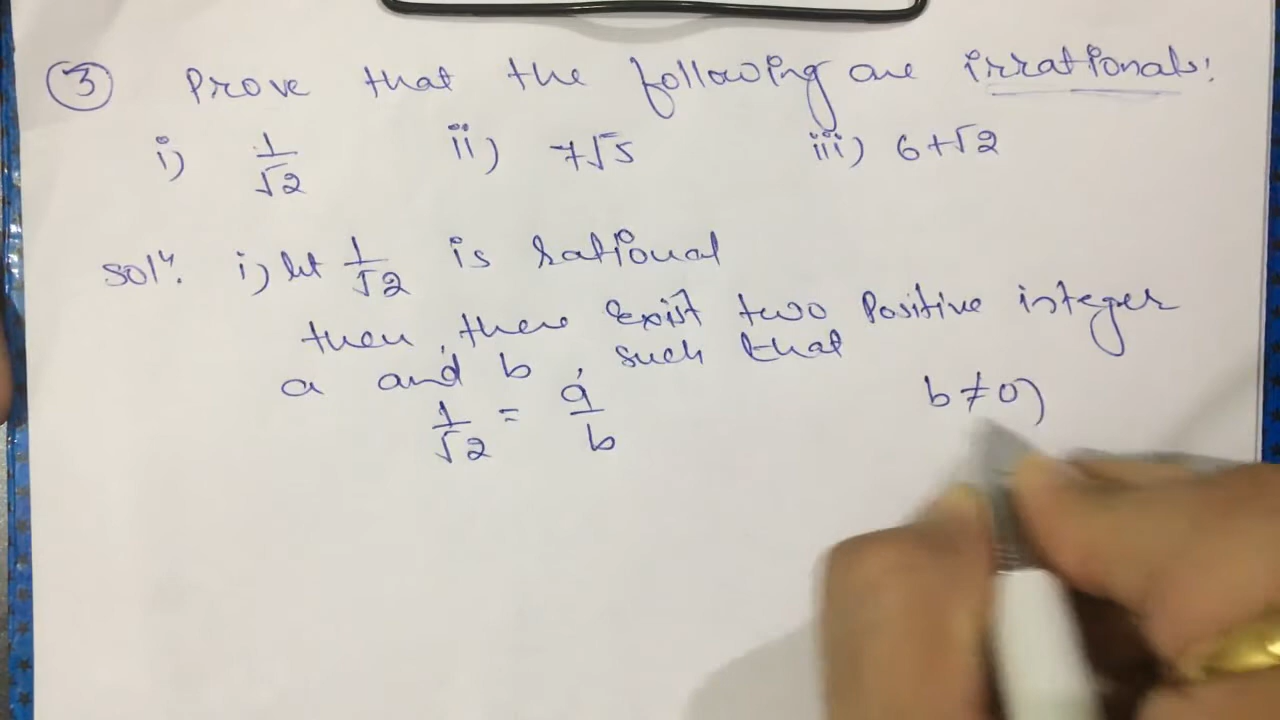 3 Prove that the following are irrationals:
i) 1/√2 ii) 7√5 iii) 6+√2
Solⁿ. i) let 1/√2 is rational
then, there exist two Positive integer
a and b, such that
1/√2 = a/b b≠0)